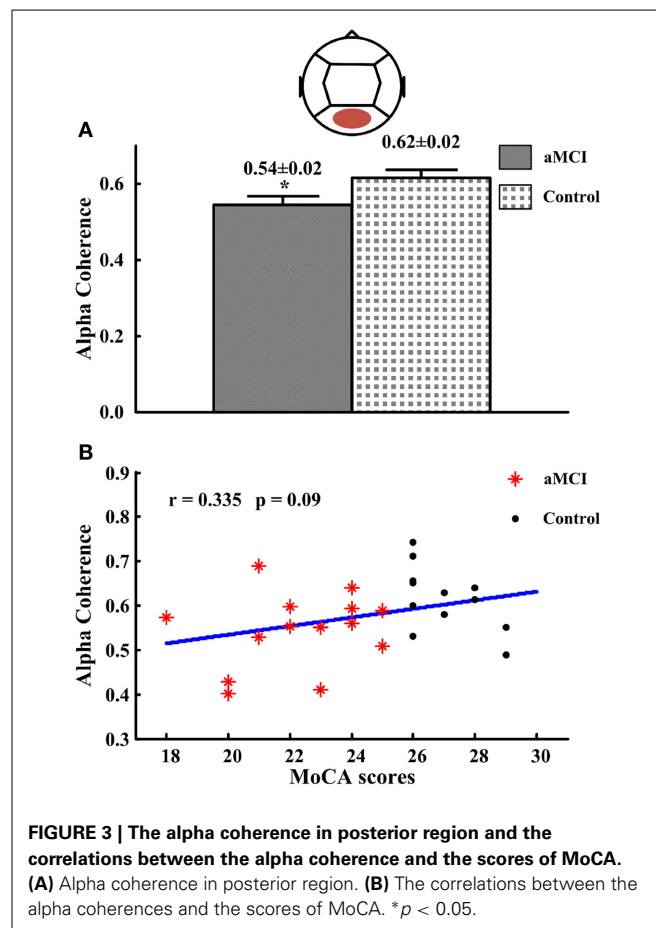 A
0.54±0.02
*
0.62±0.02
aMCI
Control
Alpha Coherence
0.6
0.4
0.2
0.0
B
0.9
0.8
0.7
0.6
0.5
0.4
0.3
r = 0.335 p = 0.09
aMCI
Control
Alpha Coherence
18 20 22 24 26 28 30
MoCA scores
FIGURE 3 | The alpha coherence in posterior region and the
correlations between the alpha coherence and the scores of MoCA.
(A) Alpha coherence in posterior region. (B) The correlations between the
alpha coherences and the scores of MoCA. *p < 0.05.